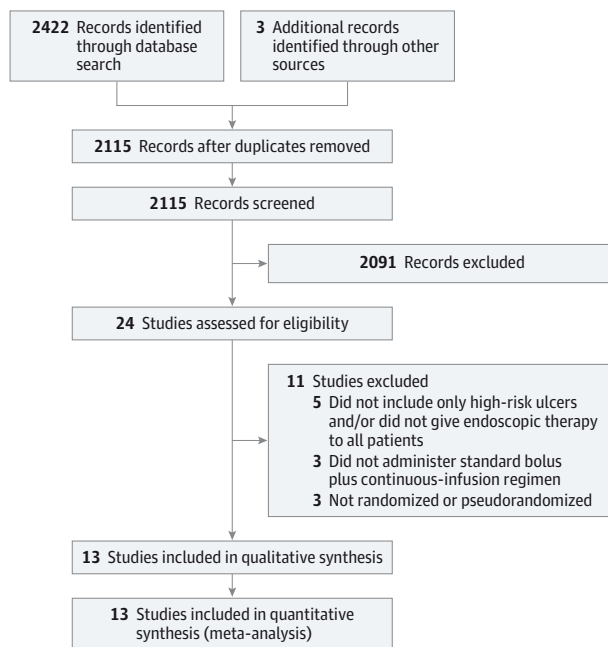 2422 Records identified
through database
search
3 Additional records
identified through other
sources
2115 Records after duplicates removed
2115 Records screened
2091 Records excluded
24 Studies assessed for eligibility
11 Studies excluded
5 Did not include only high-risk ulcers
and/or did not give endoscopic therapy
to all patients
3 Did not administer standard bolus
plus continuous-infusion regimen
3 Not randomized or pseudorandomized
13 Studies included in qualitative synthesis
13 Studies included in quantitative
synthesis (meta-analysis)